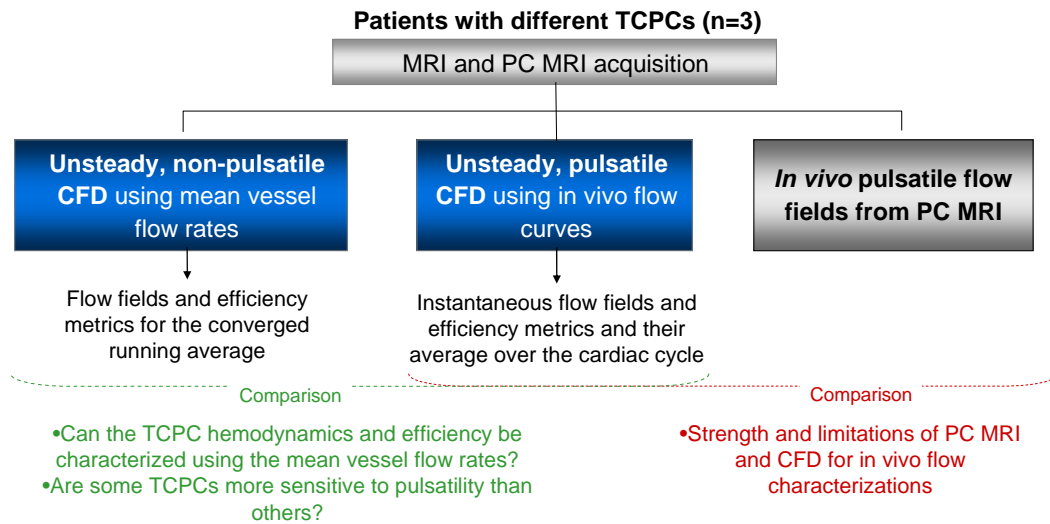 Patients with different TCPCs (n=3)
MRI and PC MRI acquisition
Unsteady, non-pulsatile
CFD using mean vessel
flow rates
Unsteady, pulsatile
CFD using in vivo flow
curves
In vivo pulsatile flow
fields from PC MRI
Flow fields and efficiency
metrics for the converged
running average
Instantaneous flow fields and
efficiency metrics and their
average over the cardiac cycle
Comparison
•Can the TCPC hemodynamics and efficiency be
characterized using the mean vessel flow rates?
•Are some TCPCs more sensitive to pulsatility than
others?
Comparison
•Strength and limitations of PC MRI
and CFD for in vivo flow
characterizations